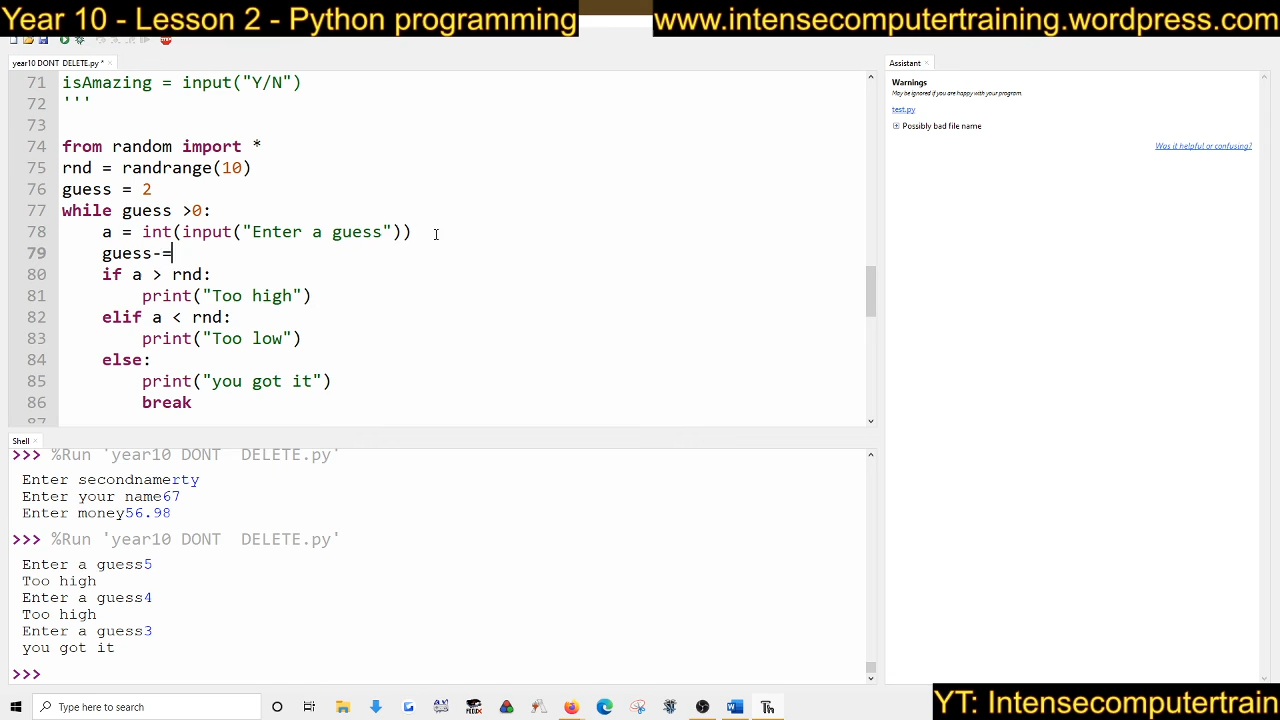 Year 10 - Lesson 2 - Python programming
www.intensecomputertraining.wordpress.com
year10 DONT DELETE.py *
71 isAmazing = input("Y/N")
72 '''
73
74 from random import *
75 rnd = randrange(10)
76 guess = 2
77 while guess >0:
78 a = int(input("Enter a guess"))
79 guess-=
80 if a > rnd:
81 print("Too high")
82 elif a < rnd:
83 print("Too low")
84 else:
85 print("you got it")
86 break
87
Shell
>>> %Run 'year10 DONT  DELETE.py'
Enter secondnamerty
Enter your name67
Enter money56.98
>>> %Run 'year10 DONT  DELETE.py'
Enter a guess5
Too high
Enter a guess4
Too high
Enter a guess3
you got it
>>>
Assistant
Warnings
May be ignored if you are happy with your program.
test.py
Possibly bad file name
Was it helpful or confusing?
Type here to search
YT: Intensecomputertrain